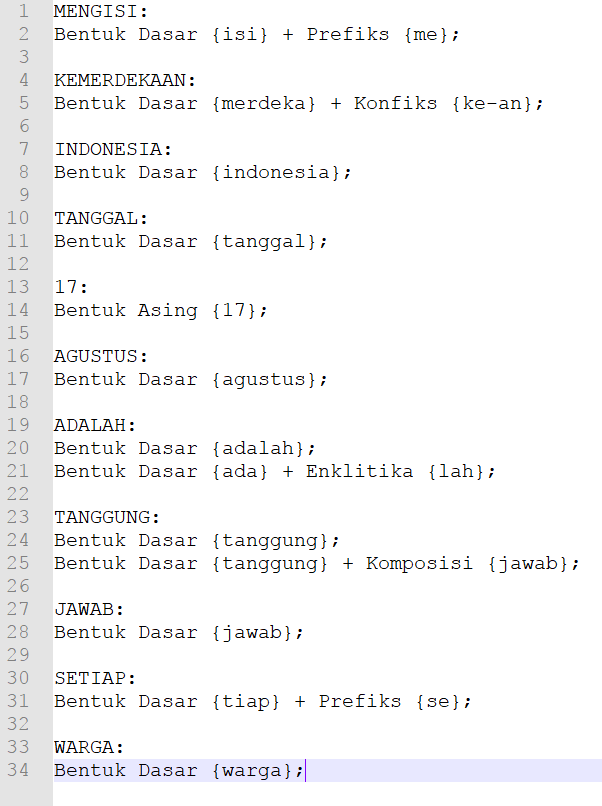 1 MENGISI:
2 Bentuk Dasar {isi} + Prefiks {me};
3
4 KEMERDEKAAN:
5 Bentuk Dasar {merdeka} + Konfiks {ke-an};
6
7 INDONESIA:
8 Bentuk Dasar {indonesia};
9
10 TANGGAL:
11 Bentuk Dasar {tanggal};
12
13 17:
14 Bentuk Asing {17};
15
16 AGUSTUS:
17 Bentuk Dasar {agustus};
18
19 ADALAH:
20 Bentuk Dasar {adalah};
21 Bentuk Dasar {ada} + Enklitika {lah};
22
23 TANGGUNG:
24 Bentuk Dasar {tanggung};
25 Bentuk Dasar {tanggung} + Komposisi {jawab};
26
27 JAWAB:
28 Bentuk Dasar {jawab};
29
30 SETIAP:
31 Bentuk Dasar {tiap} + Prefiks {se};
32
33 WARGA:
34 Bentuk Dasar {warga};